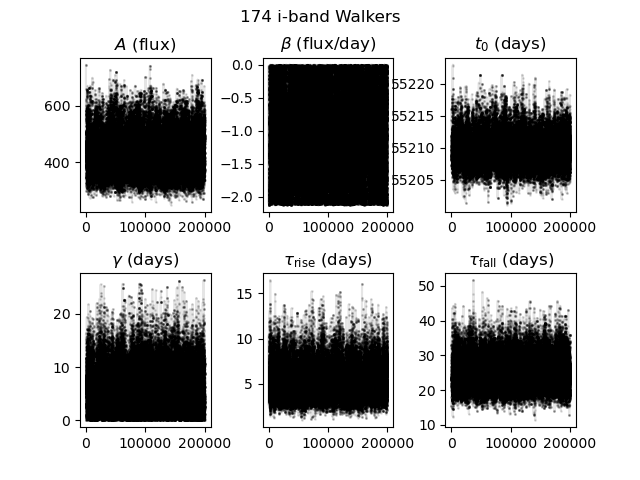 174 i-band Walkers
A (flux)
600
400
0 100000 200000
β (flux/day)
0.0
−0.5
−1.0
−1.5
−2.0
0 100000 200000
t₀ (days)
55220
55215
55210
55205
0 100000 200000
γ (days)
20
10
0
0 100000 200000
τrise (days)
15
10
5
0 100000 200000
τfall (days)
50
40
30
20
10
0 100000 200000